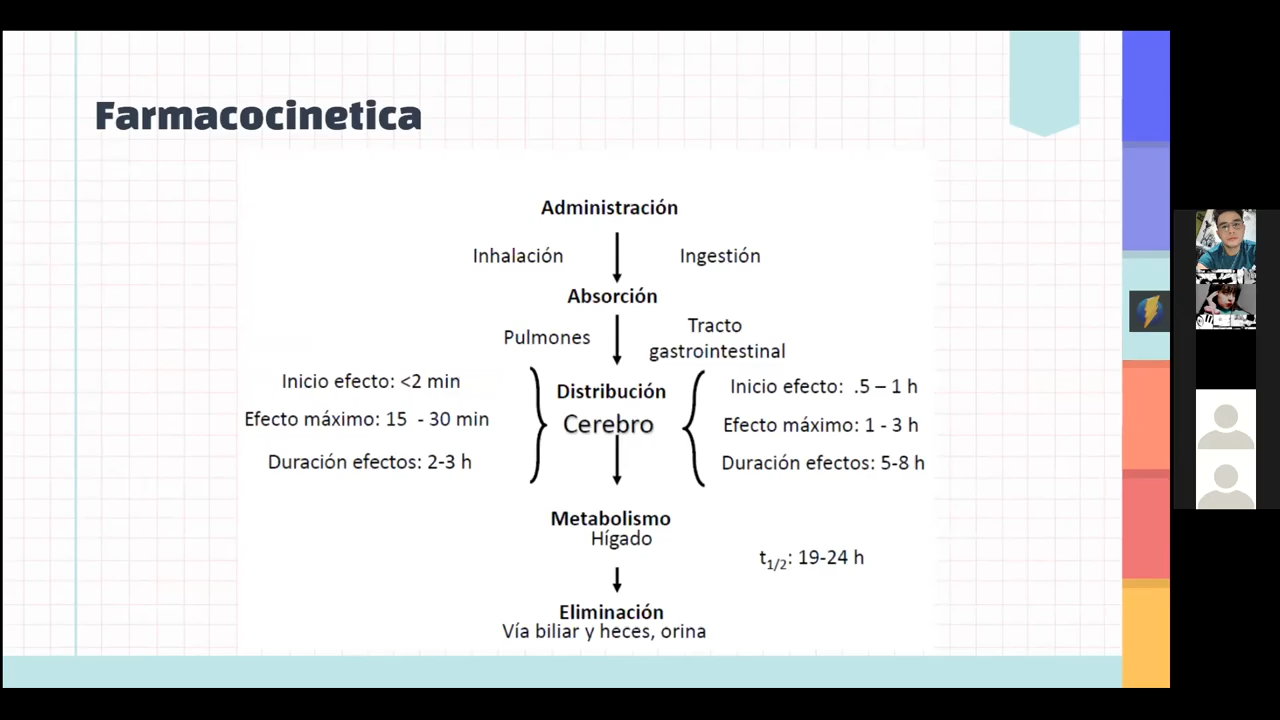 Farmacocinetica
Administración
Inhalación
Ingestión
Absorción
Pulmones
Tracto
gastrointestinal
Inicio efecto: <2 min
Efecto máximo: 15 - 30 min
Duración efectos: 2-3 h
Distribución
Cerebro
Inicio efecto: .5 – 1 h
Efecto máximo: 1 - 3 h
Duración efectos: 5-8 h
Metabolismo
Hígado
t1/2: 19-24 h
Eliminación
Vía biliar y heces, orina